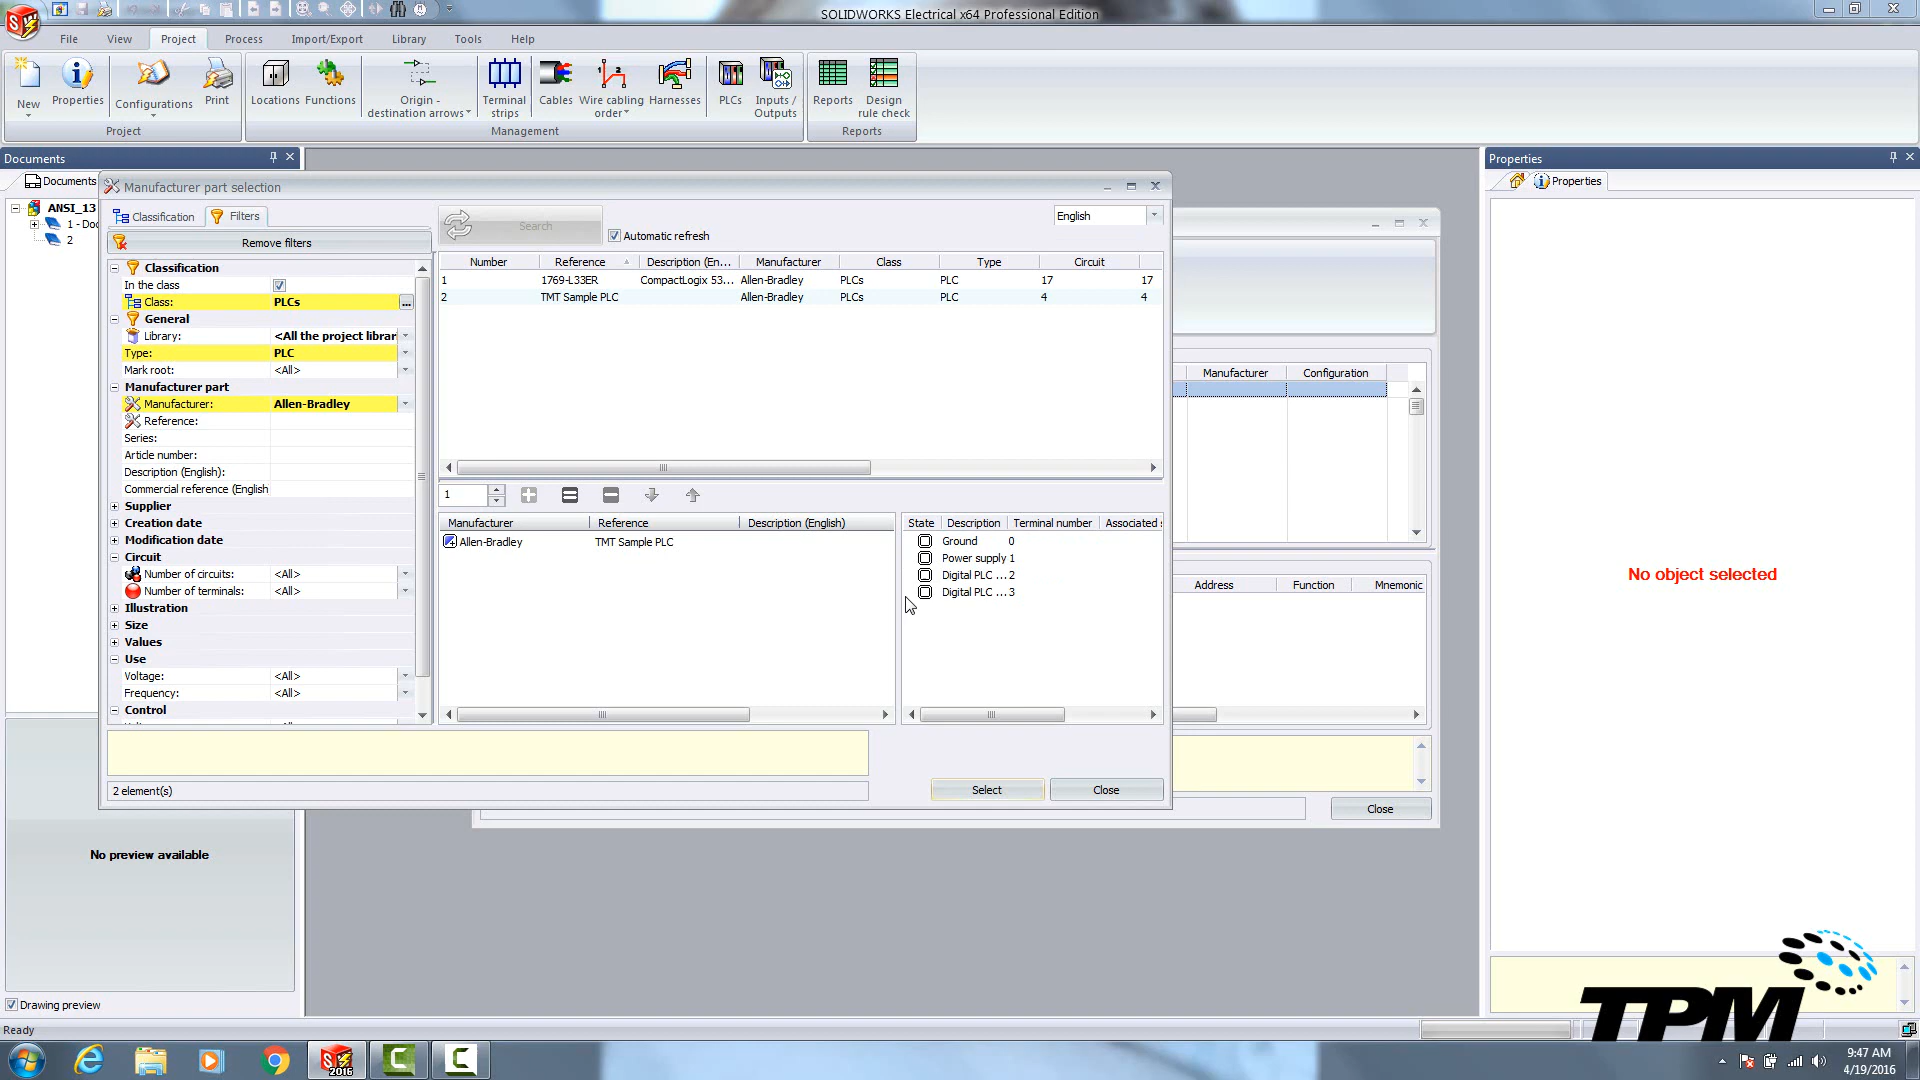 SOLIDWORKS Electrical x64 Professional Edition
File View Project Process Import/Export Library Tools Help
New Properties Configurations Print Locations Functions Origin - destination arrows Terminal strips Cables Wire cabling order Harnesses PLCs Inputs / Outputs Reports Design rule check
Project Management Reports
Documents
Documents
ANSI_13
1 - Doc
2
Manufacturer part selection
Classification Filters
Remove filters
Search
Automatic refresh
English
Classification
In the class
Class: PLCs
General
Library: <All the project librar
Type: PLC
Mark root: <All>
Manufacturer part
Manufacturer: Allen-Bradley
Reference:
Series:
Article number:
Description (English):
Commercial reference (English
Supplier
Creation date
Modification date
Circuit
Number of circuits: <All>
Number of terminals: <All>
Illustration
Size
Values
Use
Voltage: <All>
Frequency: <All>
Control
Number Reference Description (En... Manufacturer Class Type Circuit
1 1769-L33ER CompactLogix 53... Allen-Bradley PLCs PLC 17 17
2 TMT Sample PLC Allen-Bradley PLCs PLC 4 4
1
Manufacturer Reference Description (English)
Allen-Bradley TMT Sample PLC
State Description Terminal number Associated
Ground 0
Power supply 1
Digital PLC ... 2
Digital PLC ... 3
2 element(s)
Select Close
Manufacturer Configuration
Address Function Mnemonic
Close
Properties
Properties
No object selected
No preview available
Drawing preview
Ready
TPM
2016
9:47 AM
4/19/2016